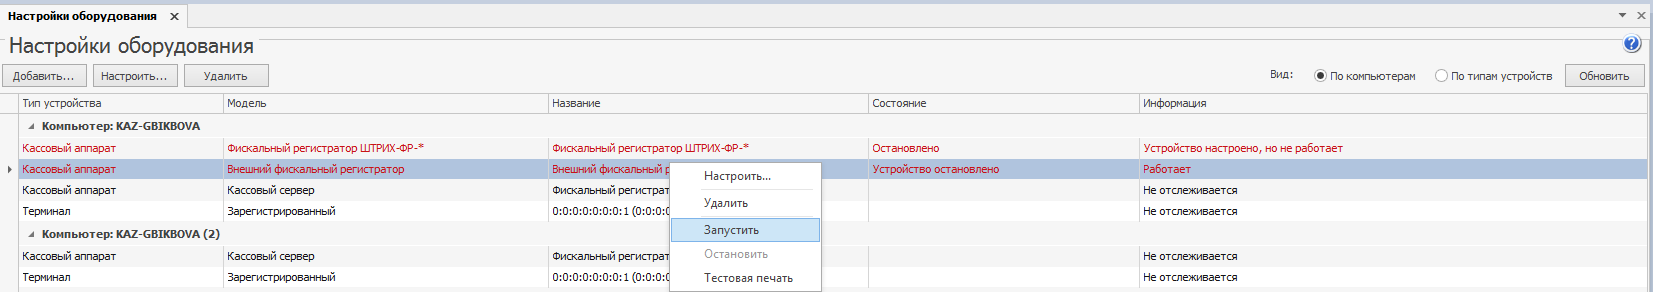 Настройки оборудования
Настройки оборудования
Добавить... Настроить... Удалить Вид: По компьютерам По типам устройств Обновить
Тип устройства Модель Название Состояние Информация
Компьютер: KAZ-GBIKBOVA
Кассовый аппарат Фискальный регистратор ШТРИХ-ФР-* Фискальный регистратор ШТРИХ-ФР-* Остановлено Устройство настроено, но не работает
Кассовый аппарат Внешний фискальный регистратор Внешний фискальный р Устройство остановлено Работает
Настроить...
Кассовый аппарат Кассовый сервер Фискальный регистрат Не отслеживается
Удалить
Терминал Зарегистрированный 0:0:0:0:0:0:0:1 (0:0:0:0 Не отслеживается
Запустить
Компьютер: KAZ-GBIKBOVA (2)
Остановить
Кассовый аппарат Кассовый сервер Фискальный регистрат Не отслеживается
Терминал Зарегистрированный 0:0:0:0:0:0:0:1 (0:0:0:0 Не отслеживается
Тестовая печать